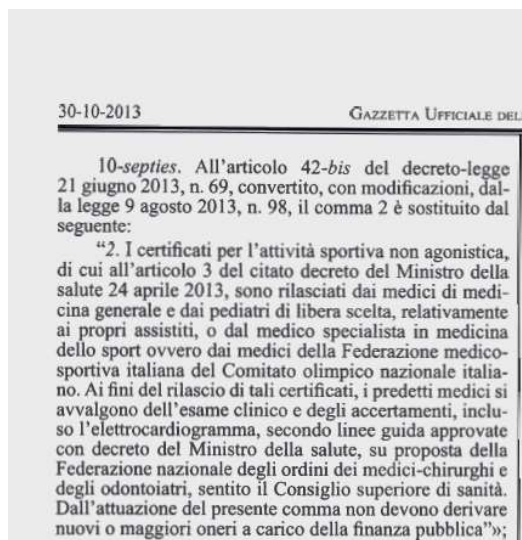 30-10-2013 GAZZETTA UFFICIALE DEL
10-septies. All'articolo 42-bis del decreto-legge
21 giugno 2013, n. 69, convertito, con modificazioni, dal-
la legge 9 agosto 2013, n. 98, il comma 2 è sostituito dal
seguente:
“2. I certificati per l'attività sportiva non agonistica,
di cui all'articolo 3 del citato decreto del Ministro della
salute 24 aprile 2013, sono rilasciati dai medici di medi-
cina generale e dai pediatri di libera scelta, relativamente
ai propri assistiti, o dal medico specialista in medicina
dello sport ovvero dai medici della Federazione medico-
sportiva italiana del Comitato olimpico nazionale italia-
no. Ai fini del rilascio di tali certificati, i predetti medici si
avvalgono dell'esame clinico e degli accertamenti, inclu-
so l'elettrocardiogramma, secondo linee guida approvate
con decreto del Ministro della salute, su proposta della
Federazione nazionale degli ordini dei medici-chirurghi e
degli odontoiatri, sentito il Consiglio superiore di sanità.
Dall'attuazione del presente comma non devono derivare
nuovi o maggiori oneri a carico della finanza pubblica”»;